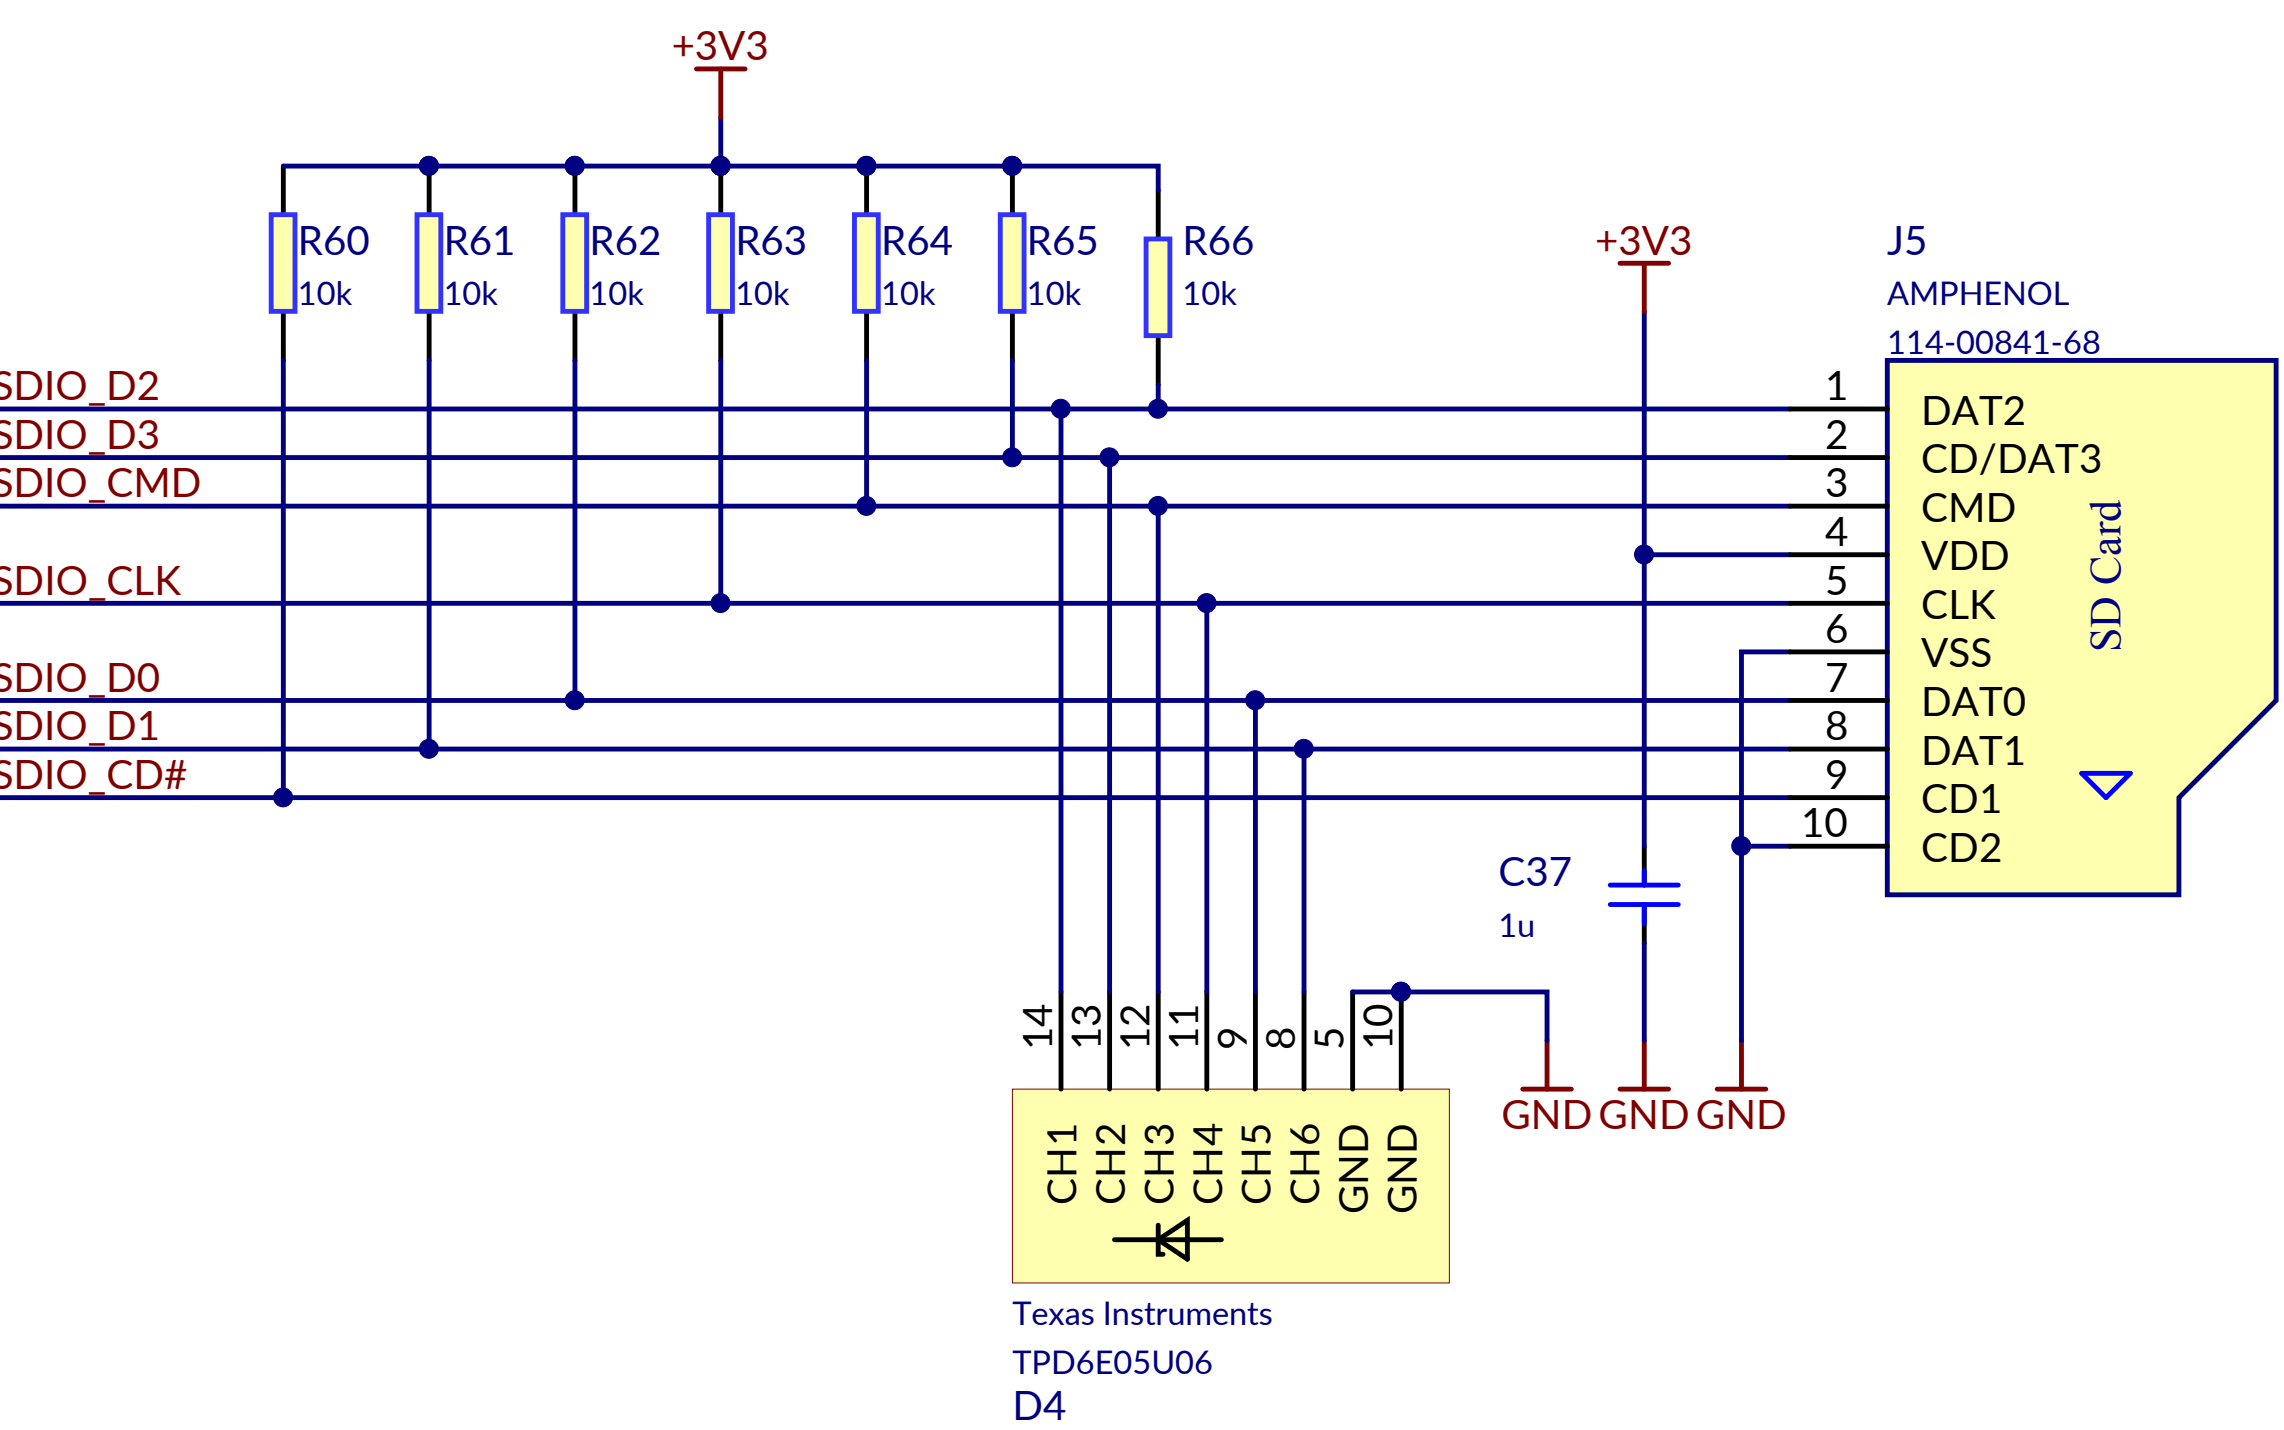 +3V3
R60
10k
R61
10k
R62
10k
R63
10k
R64
10k
R65
10k
R66
10k
+3V3
J5
AMPHENOL
114-00841-68
SDIO_D2
SDIO_D3
SDIO_CMD
SDIO_CLK
SDIO_D0
SDIO_D1
SDIO_CD#
1 DAT2
2 CD/DAT3
3 CMD
4 VDD
5 CLK
6 VSS
7 DAT0
8 DAT1
9 CD1
10 CD2
SD Card
C37
1u
14 13 12 11 9 8 5 10
CH1 CH2 CH3 CH4 CH5 CH6 GND GND
GND GND GND
Texas Instruments
TPD6E05U06
D4